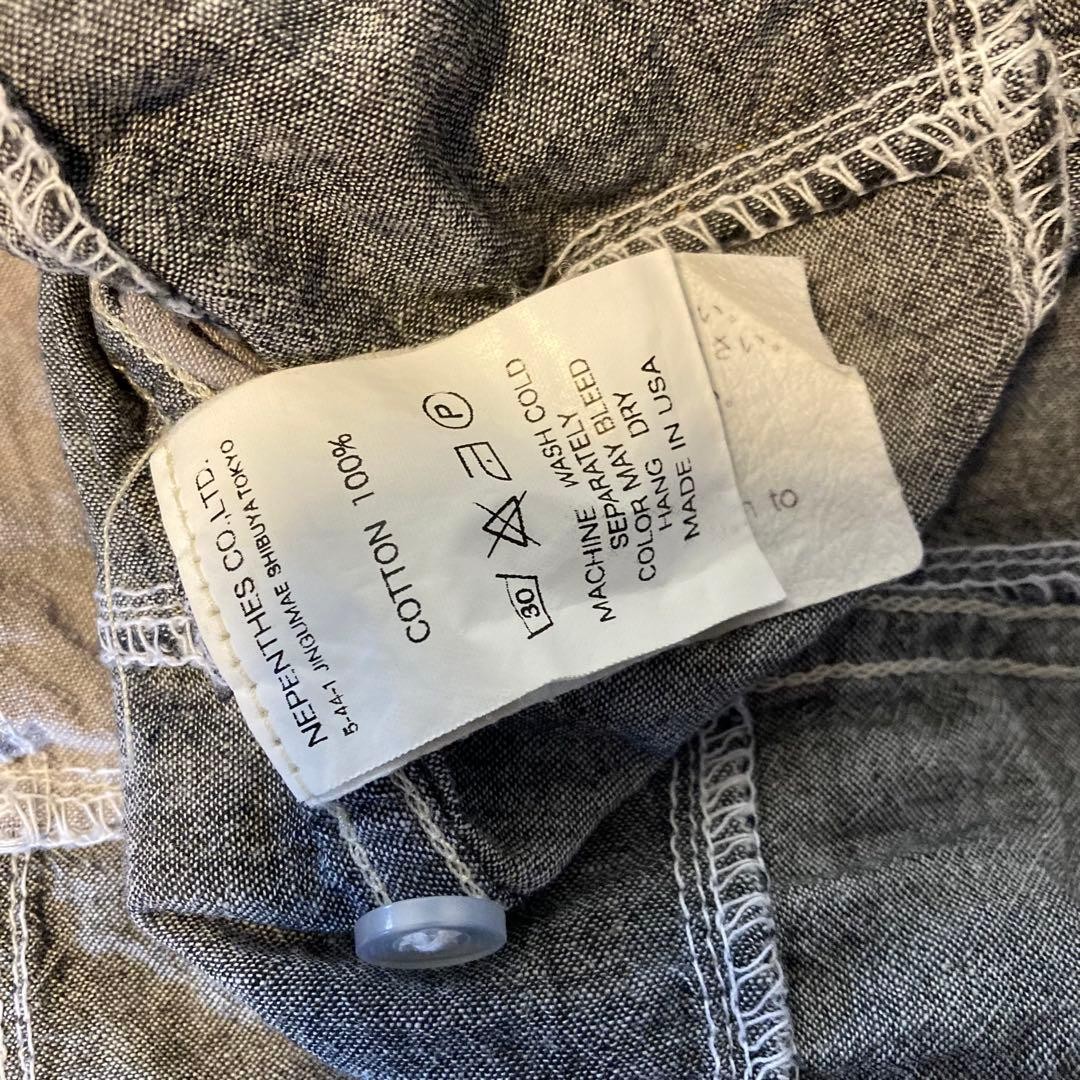 NEPENTHES CO.,LTD.
5-44-1 JINGUMAE SHIBUYA TOKYO
COTTON 100%
30
P
MACHINE WASH COLD
SEPARATELY
COLOR MAY BLEED
HANG DRY
MADE IN USA
to